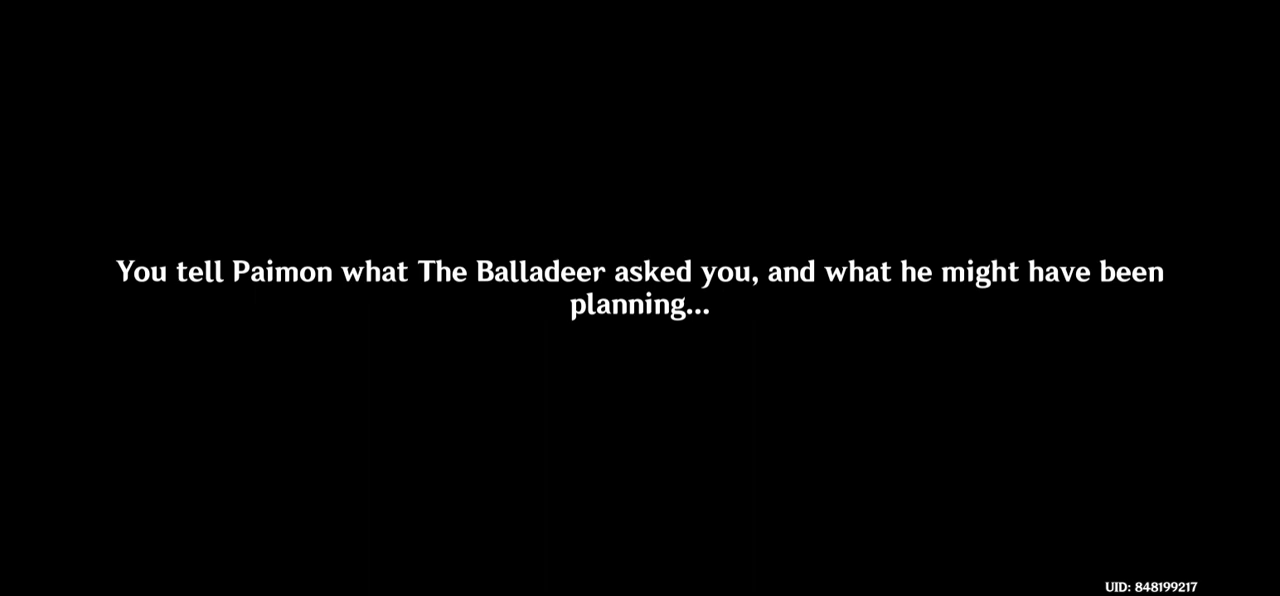 You tell Paimon what The Balladeer asked you, and what he might have been
planning...
UID: 848199217